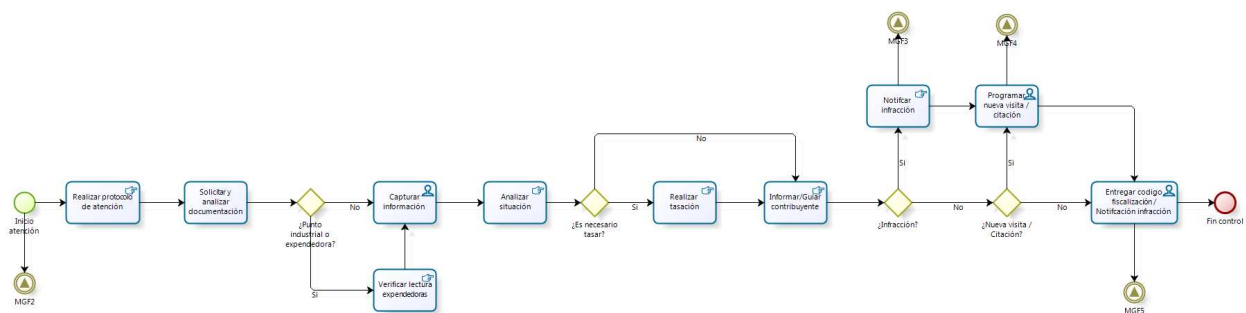 MGF3
MGF4
Notifcar
infracción
Programar
nueva visita /
citación
No
Si
Si
Realizar protocolo
de atención
Solicitar y
analizar
documentación
No
Capturar
información
Analizar
situación
Si
Realizar
tasación
Informar/Guiar
contribuyente
No
No
Entregar codigo
fiscalización /
Notifcación infracción
Inicio
atención
¿Punto
industrial o
expendedora?
¿Es necesario
tasar?
¿Infracción?
¿Nueva visita /
Citación?
Fin control
Si
Verificar lectura
expendedoras
MGF2
MGF5